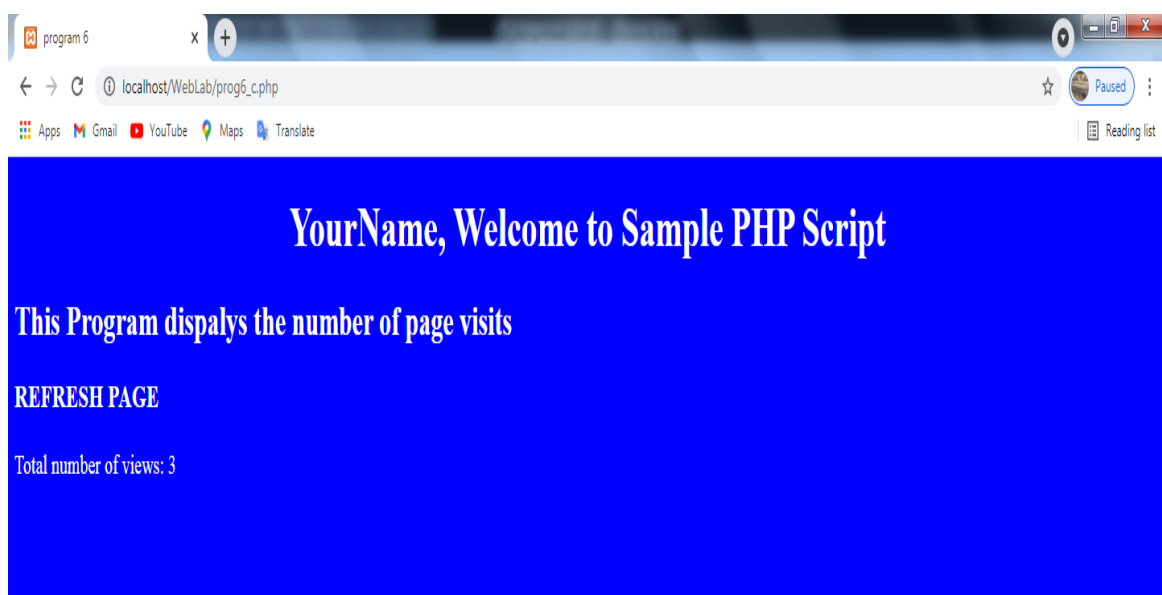 program 6
localhost/WebLab/prog6_c.php
Paused
Apps Gmail YouTube Maps Translate
Reading list
YourName, Welcome to Sample PHP Script
This Program dispalys the number of page visits
REFRESH PAGE
Total number of views: 3